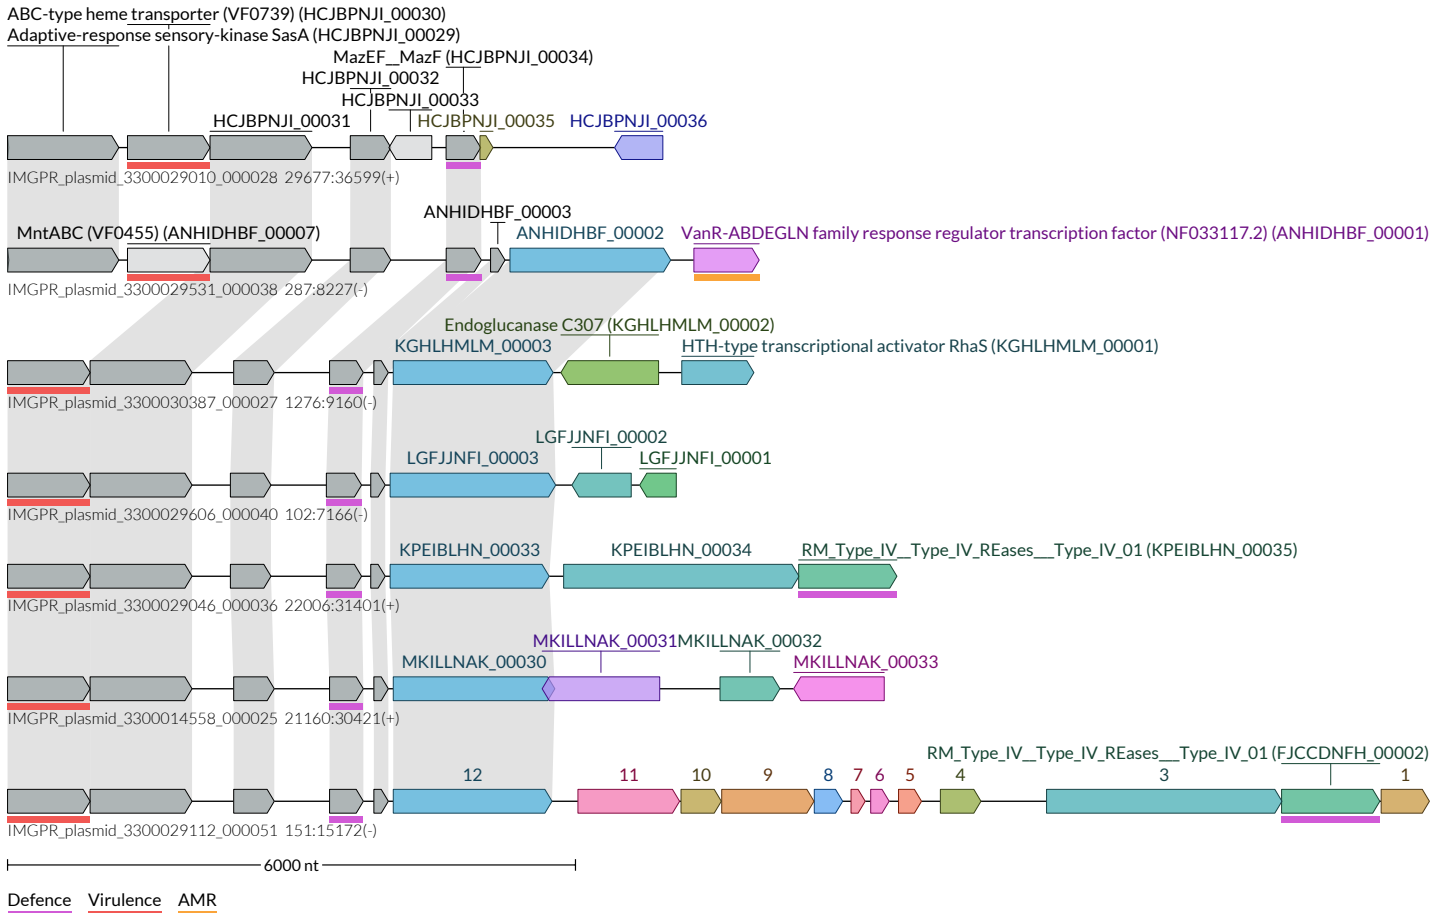 ABC-type heme transporter (VF0739) (HCJBPNJI_00030)
Adaptive-response sensory-kinase SasA (HCJBPNJI_00029)
MazEF__MazF (HCJBPNJI_00034)
HCJBPNJI_00032
HCJBPNJI_00033
HCJBPNJI_00031 HCJBPNJI_00035 HCJBPNJI_00036
IMGPR_plasmid_3300029010_000028 29677:36599(+)
ANHIDHBF_00003
MntABC (VF0455) (ANHIDHBF_00007) ANHIDHBF_00002 VanR-ABDEGLN family response regulator transcription factor (NF033117.2) (ANHIDHBF_00001)
IMGPR_plasmid_3300029531_000038 287:8227(-)
Endoglucanase C307 (KGHLHMLM_00002)
KGHLHMLM_00003 HTH-type transcriptional activator RhaS (KGHLHMLM_00001)
IMGPR_plasmid_3300030387_000027 1276:9160(-)
LGFJJNFI_00002
LGFJJNFI_00003 LGFJJNFI_00001
IMGPR_plasmid_3300029606_000040 102:7166(-)
KPEIBLHN_00033 KPEIBLHN_00034 RM_Type_IV__Type_IV_REases___Type_IV_01 (KPEIBLHN_00035)
IMGPR_plasmid_3300029046_000036 22006:31401(+)
MKILLNAK_00031 MKILLNAK_00032
MKILLNAK_00030 MKILLNAK_00033
IMGPR_plasmid_3300014558_000025 21160:30421(+)
RM_Type_IV__Type_IV_REases___Type_IV_01 (FJCCDNFH_00002)
12 11 10 9 8 7 6 5 4 3 1
IMGPR_plasmid_3300029112_000051 151:15172(-)
6000 nt
Defence Virulence AMR